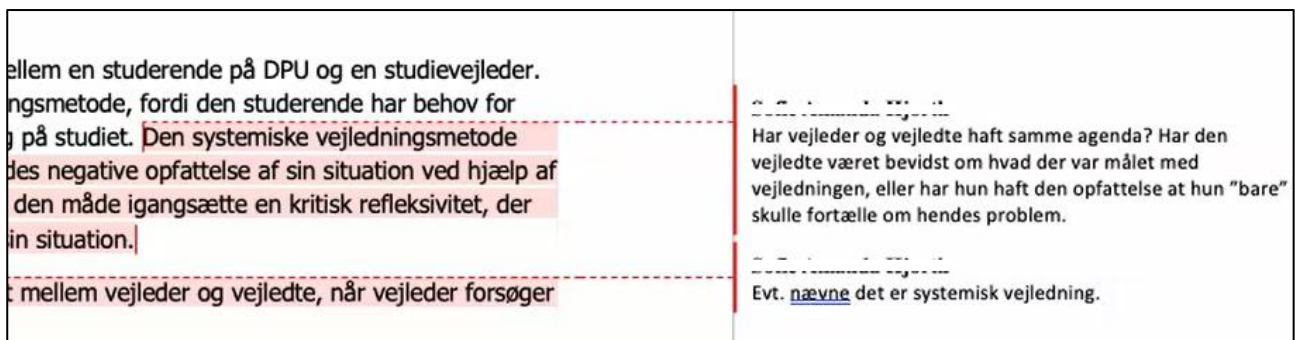 ellem en studerende på DPU og en studievejleder.
ngsmetode, fordi den studerende har behov for
på studiet. Den systemiske vejledningsmetode
des negative opfattelse af sin situation ved hjælp af
den måde igangsætte en kritisk refleksivitet, der
sin situation.
mellem vejleder og vejledte, når vejleder forsøger
Har vejleder og vejledte haft samme agenda? Har den
vejledte været bevidst om hvad der var målet med
vejledningen, eller har hun haft den opfattelse at hun ”bare”
skulle fortælle om hendes problem.
Evt. nævne det er systemisk vejledning.